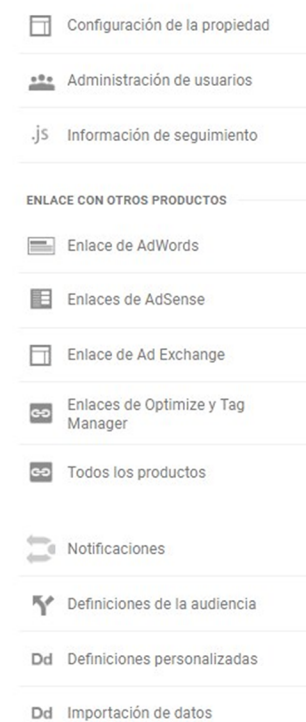 Configuración de la propiedad
Administración de usuarios
.js Información de seguimiento
ENLACE CON OTROS PRODUCTOS
Enlace de AdWords
Enlaces de AdSense
Enlace de Ad Exchange
Enlaces de Optimize y Tag
Manager
Todos los productos
Notificaciones
Definiciones de la audiencia
Dd Definiciones personalizadas
Dd Importación de datos